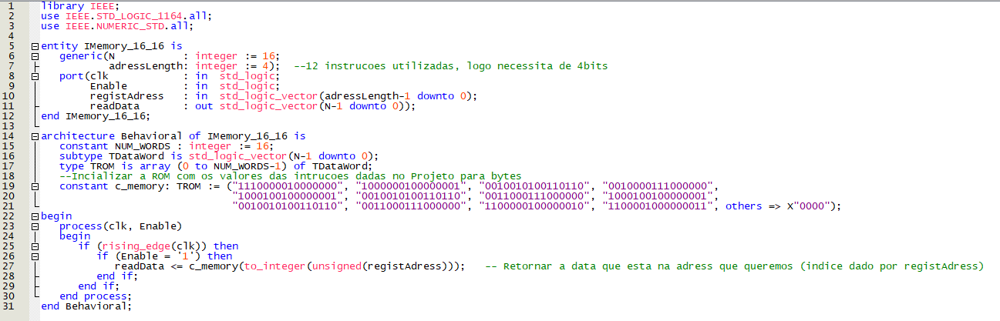 1 library IEEE;
2 use IEEE.STD_LOGIC_1164.all;
3 use IEEE.NUMERIC_STD.all;
4
5 entity IMemory_16_16 is
6 generic(N : integer := 16;
7 adressLength: integer := 4); --12 instrucoes utilizadas, logo necessita de 4bits
8 port(clk : in std_logic;
9 Enable : in std_logic;
10 registAdress : in std_logic_vector(adressLength-1 downto 0);
11 readData : out std_logic_vector(N-1 downto 0));
12 end IMemory_16_16;
13
14 architecture Behavioral of IMemory_16_16 is
15 constant NUM_WORDS : integer := 16;
16 subtype TDataWord is std_logic_vector(N-1 downto 0);
17 type TROM is array (0 to NUM_WORDS-1) of TDataWord;
18 --Incializar a ROM com os valores das intrucoes dadas no Projeto para bytes
19 constant c_memory: TROM := ("1110000010000000", "1000000100000001", "0010010100110110", "0010000111000000",
20 "1000100100000001", "0010010100110110", "0011000111000000", "1000100100000001",
21 "0010010100110110", "0011000111000000", "1100000100000010", "1100001000000011", others => X"0000");
22 begin
23 process(clk, Enable)
24 begin
25 if (rising_edge(clk)) then
26 if (Enable = '1') then
27 readData <= c_memory(to_integer(unsigned(registAdress))); -- Retornar a data que esta na adress que queremos (indice dado por registAdress)
28 end if;
29 end if;
30 end process;
31 end Behavioral;